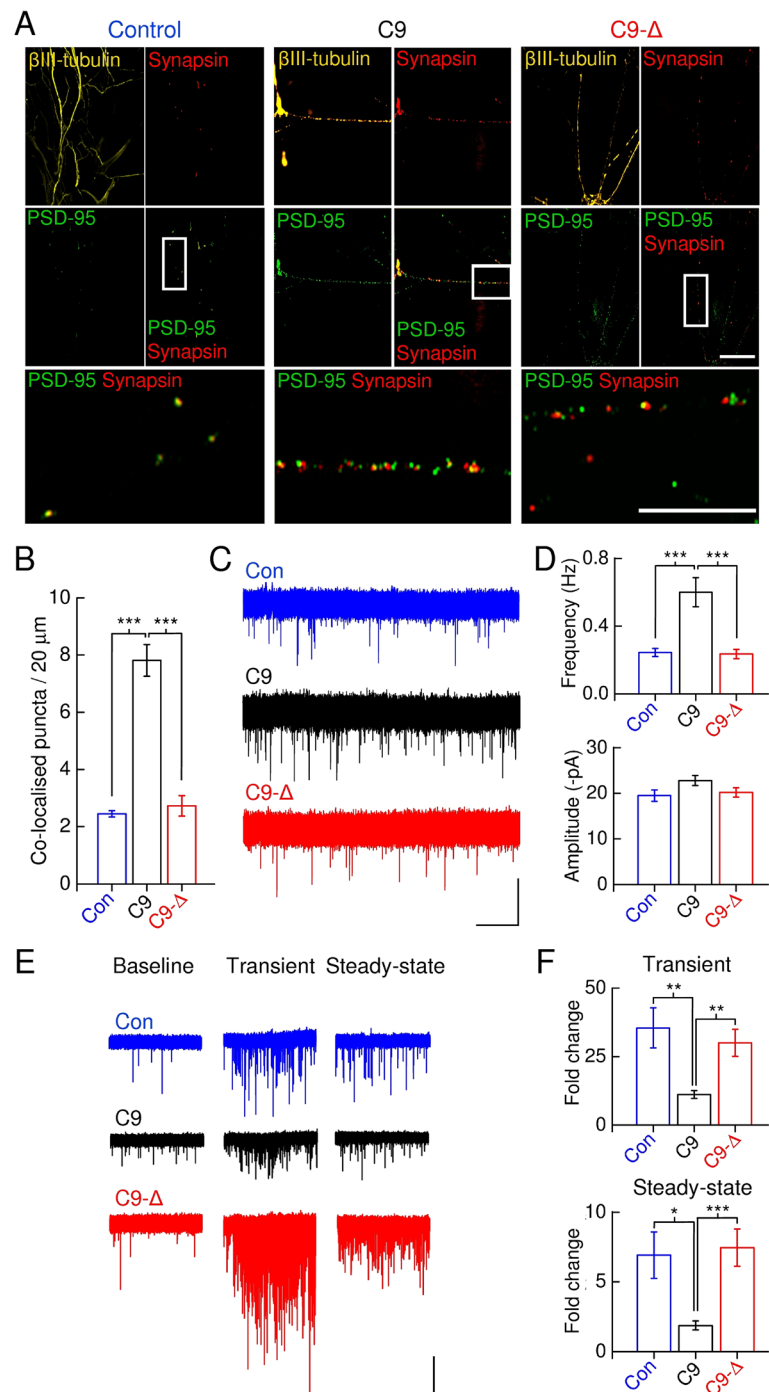 A
Control
C9
C9-Δ
βIII-tubulin
Synapsin
βIII-tubulin
Synapsin
βIII-tubulin
Synapsin
PSD-95
PSD-95
Synapsin
PSD-95
PSD-95
Synapsin
PSD-95
PSD-95
Synapsin
PSD-95 Synapsin
PSD-95 Synapsin
PSD-95 Synapsin
B
Co-localised puncta / 20 µm
10
8
6
4
2
0
*** ***
Con
C9
C9-Δ
C
Con
C9
C9-Δ
D
Frequency (Hz)
0.8
0.4
0.0
*** ***
Con
C9
C9-Δ
Amplitude (-pA)
30
20
10
0
Con
C9
C9-Δ
E
Baseline
Transient
Steady-state
Con
C9
C9-Δ
F
Transient
Fold change
50
25
0
**
**
Con
C9
C9-Δ
Steady-state
Fold change
10
5
0
*
***
Con
C9
C9-Δ